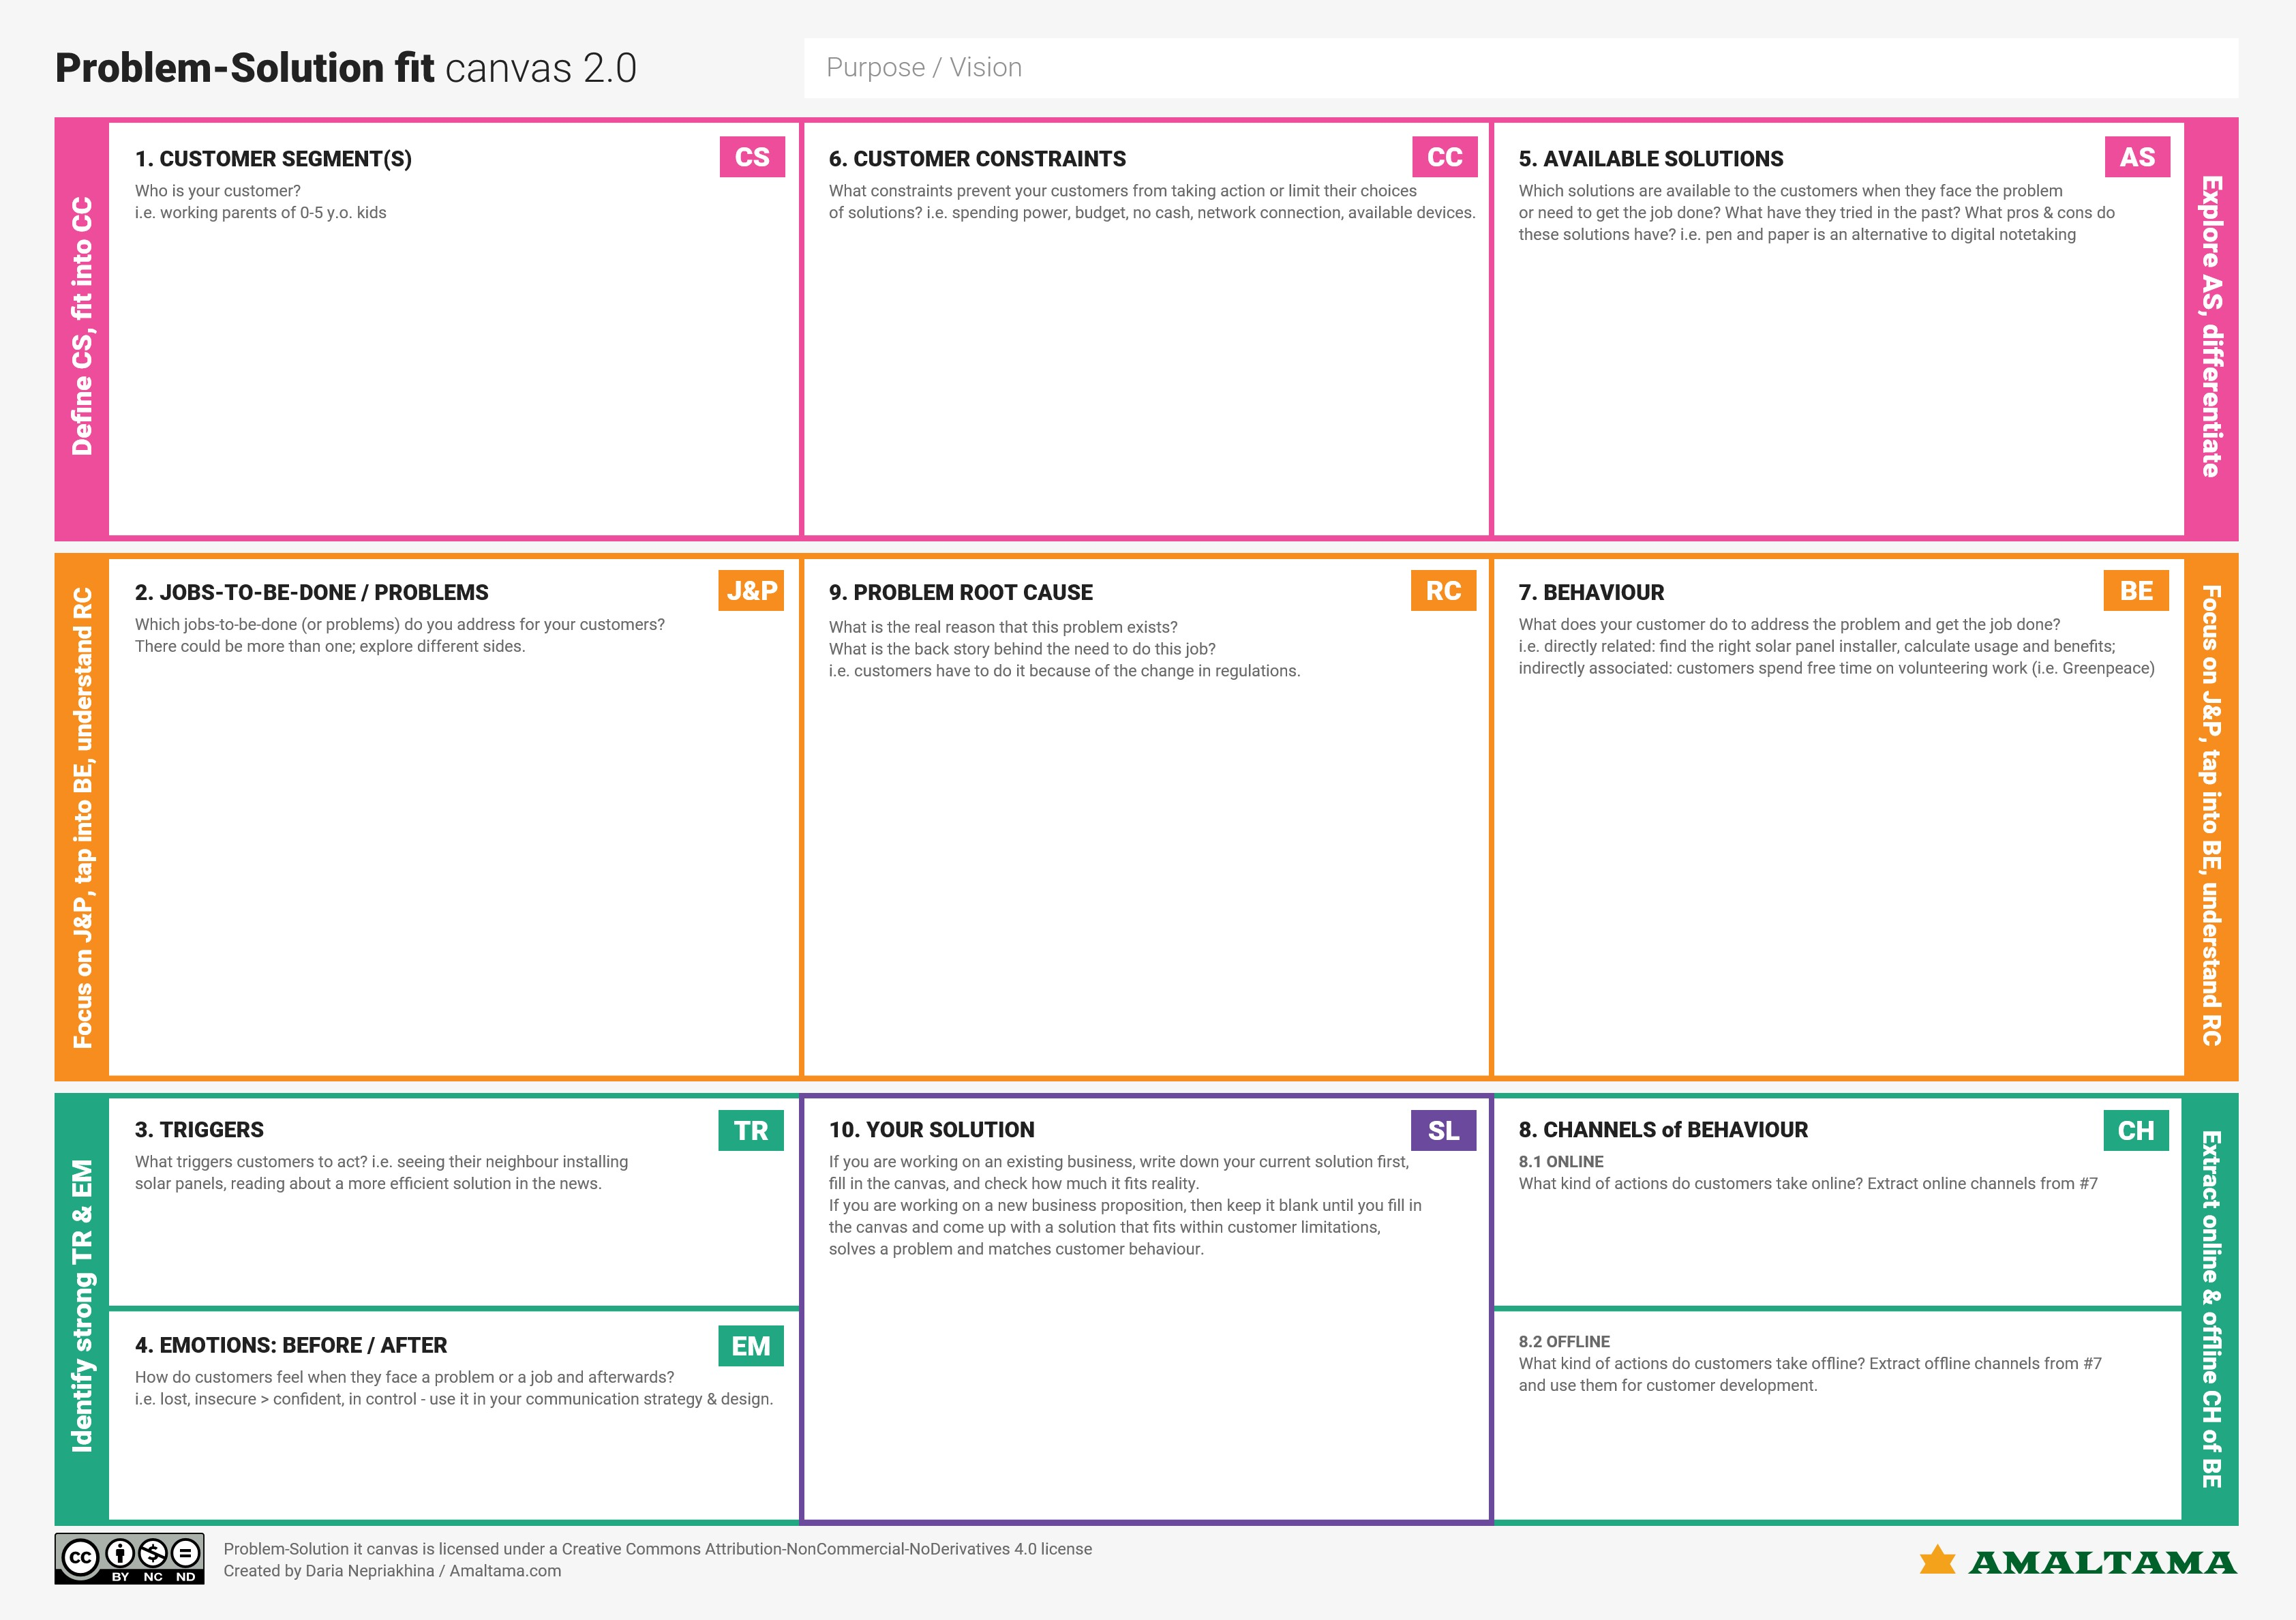 Problem-Solution fit canvas 2.0
Purpose / Vision
Define CS, fit into CC
1. CUSTOMER SEGMENT(S)
CS
Who is your customer?
i.e. working parents of 0-5 y.o. kids
6. CUSTOMER CONSTRAINTS
CC
What constraints prevent your customers from taking action or limit their choices
of solutions? i.e. spending power, budget, no cash, network connection, available devices.
5. AVAILABLE SOLUTIONS
AS
Which solutions are available to the customers when they face the problem
or need to get the job done? What have they tried in the past? What pros & cons do
these solutions have? i.e. pen and paper is an alternative to digital notetaking
Explore AS, differentiate
Focus on J&P, tap into BE, understand RC
2. JOBS-TO-BE-DONE / PROBLEMS
J&P
Which jobs-to-be-done (or problems) do you address for your customers?
There could be more than one; explore different sides.
9. PROBLEM ROOT CAUSE
RC
What is the real reason that this problem exists?
What is the back story behind the need to do this job?
i.e. customers have to do it because of the change in regulations.
7. BEHAVIOUR
BE
What does your customer do to address the problem and get the job done?
i.e. directly related: find the right solar panel installer, calculate usage and benefits;
indirectly associated: customers spend free time on volunteering work (i.e. Greenpeace)
Focus on J&P, tap into BE, understand RC
Identify strong TR & EM
3. TRIGGERS
TR
What triggers customers to act? i.e. seeing their neighbour installing
solar panels, reading about a more efficient solution in the news.
4. EMOTIONS: BEFORE / AFTER
EM
How do customers feel when they face a problem or a job and afterwards?
i.e. lost, insecure > confident, in control - use it in your communication strategy & design.
10. YOUR SOLUTION
SL
If you are working on an existing business, write down your current solution first,
fill in the canvas, and check how much it fits reality.
If you are working on a new business proposition, then keep it blank until you fill in
the canvas and come up with a solution that fits within customer limitations,
solves a problem and matches customer behaviour.
8. CHANNELS of BEHAVIOUR
CH
8.1 ONLINE
What kind of actions do customers take online? Extract online channels from #7
8.2 OFFLINE
What kind of actions do customers take offline? Extract offline channels from #7
and use them for customer development.
Extract online & offline CH of BE
cc
BY NC ND
Problem-Solution it canvas is licensed under a Creative Commons Attribution-NonCommercial-NoDerivatives 4.0 license
Created by Daria Nepriakhina / Amaltama.com
AMALTAMA